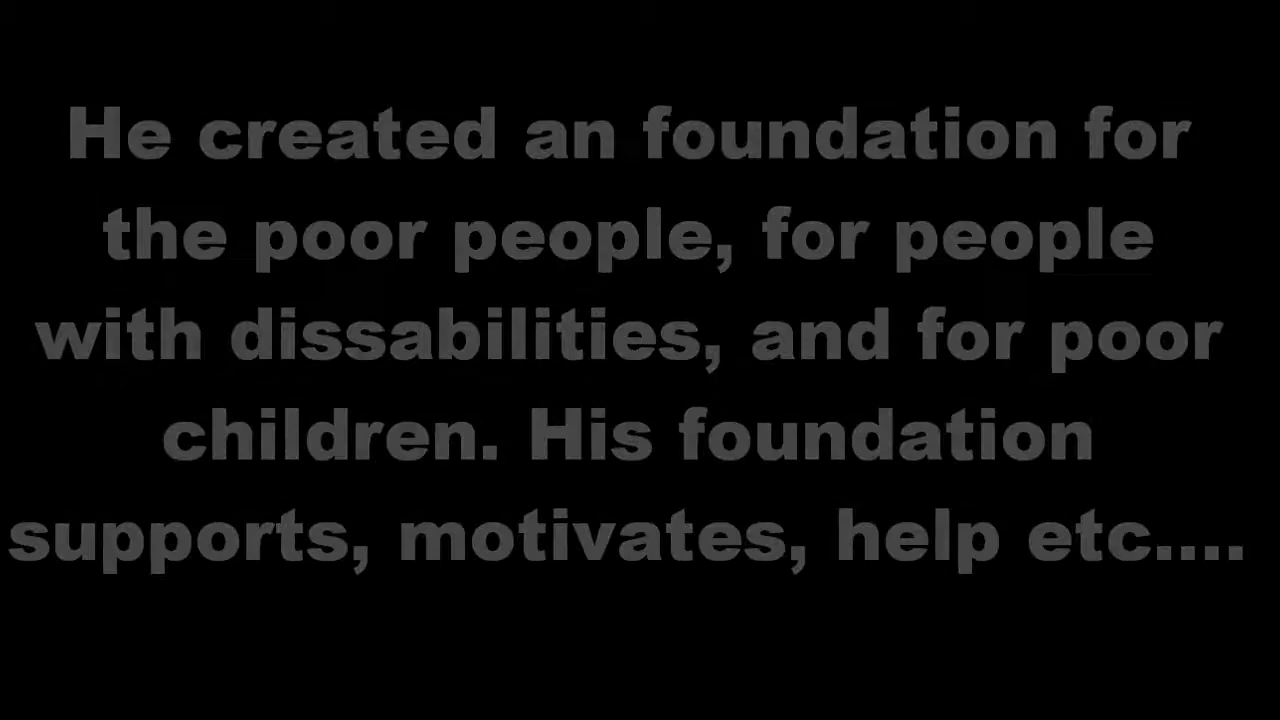 He created an foundation for
the poor people, for people
with dissabilities, and for poor
children. His foundation
supports, motivates, help etc....